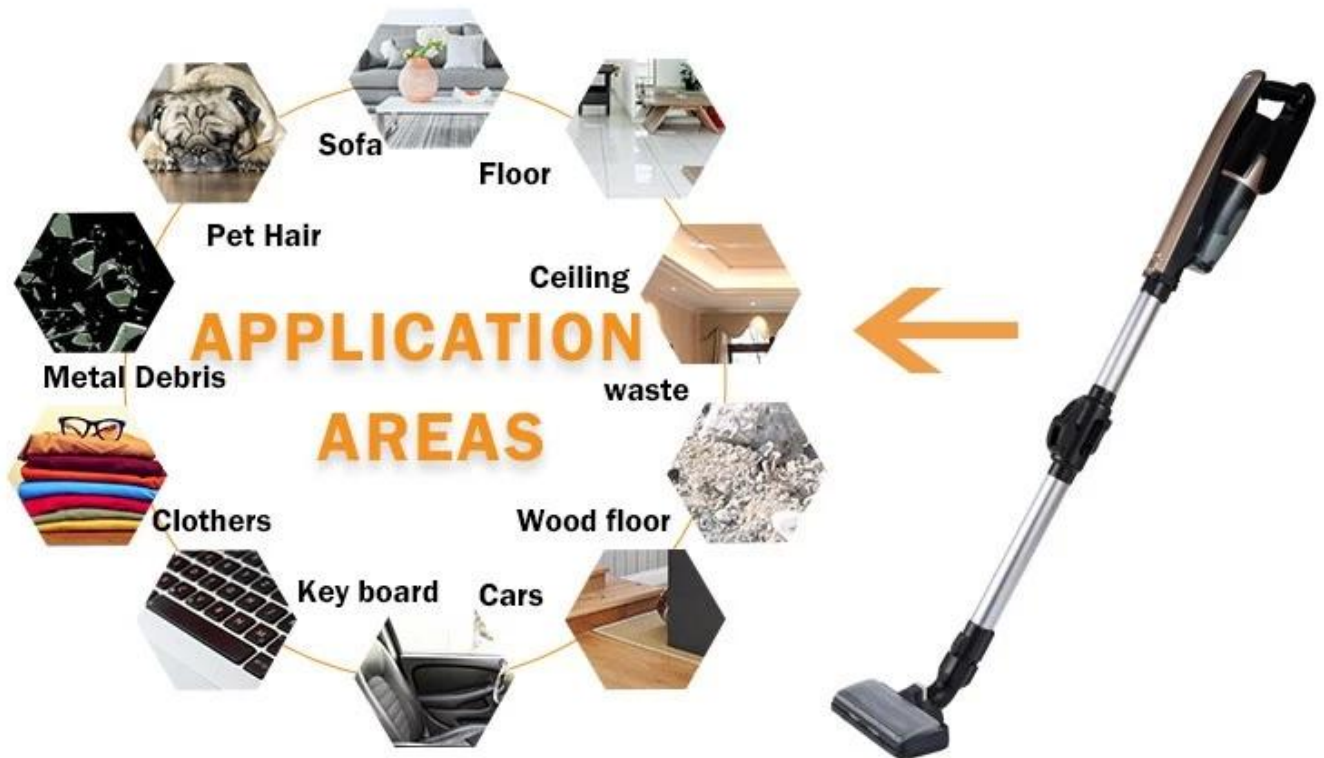 Sofa
Floor
Pet Hair
Ceiling
APPLICATION
Metal Debris
waste
AREAS
Clothers
Wood floor
Key board
Cars